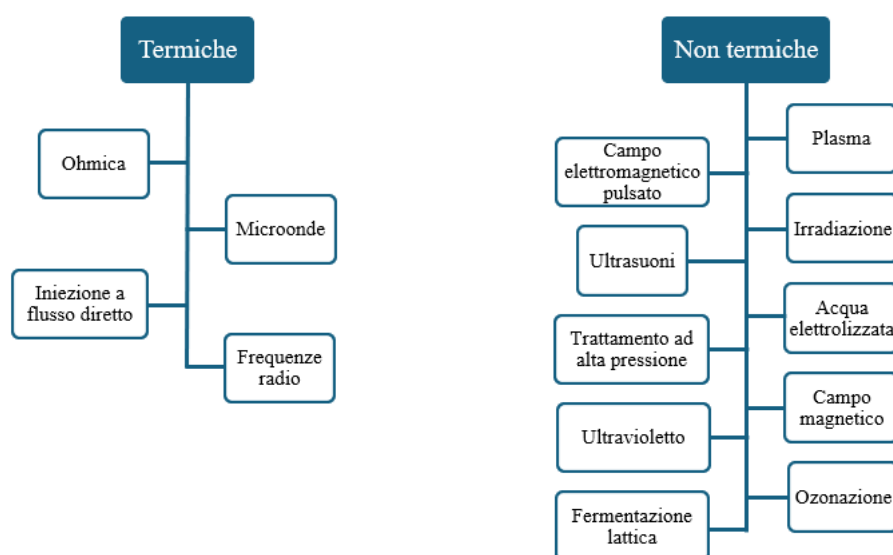 Termiche
Ohmica
Microonde
Iniezione a
flusso diretto
Frequenze
radio
Non termiche
Plasma
Campo
elettromagnetico
pulsato
Irradiazione
Ultrasuoni
Acqua
elettrolizzata
Trattamento ad
alta pressione
Campo
magnetico
Ultravioletto
Ozonazione
Fermentazione
lattica